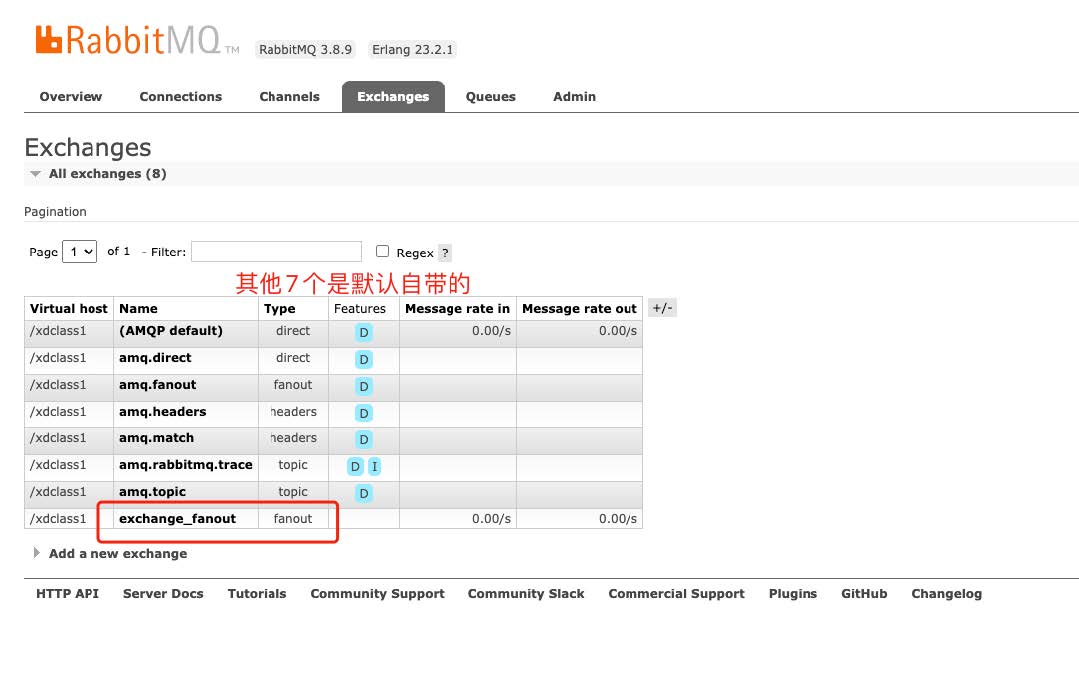 RabbitMQ TM RabbitMQ 3.8.9 Erlang 23.2.1
Overview Connections Channels Exchanges Queues Admin
Exchanges
All exchanges (8)
Pagination
Page 1 of 1 - Filter: Regex ?
其他7个是默认自带的
Virtual host Name Type Features Message rate in Message rate out +/-
/xdclass1 (AMQP default) direct D 0.00/s 0.00/s
/xdclass1 amq.direct direct D
/xdclass1 amq.fanout fanout D
/xdclass1 amq.headers headers D
/xdclass1 amq.match headers D
/xdclass1 amq.rabbitmq.trace topic D I
/xdclass1 amq.topic topic D
/xdclass1 exchange_fanout fanout 0.00/s 0.00/s
Add a new exchange
HTTP API Server Docs Tutorials Community Support Community Slack Commercial Support Plugins GitHub Changelog